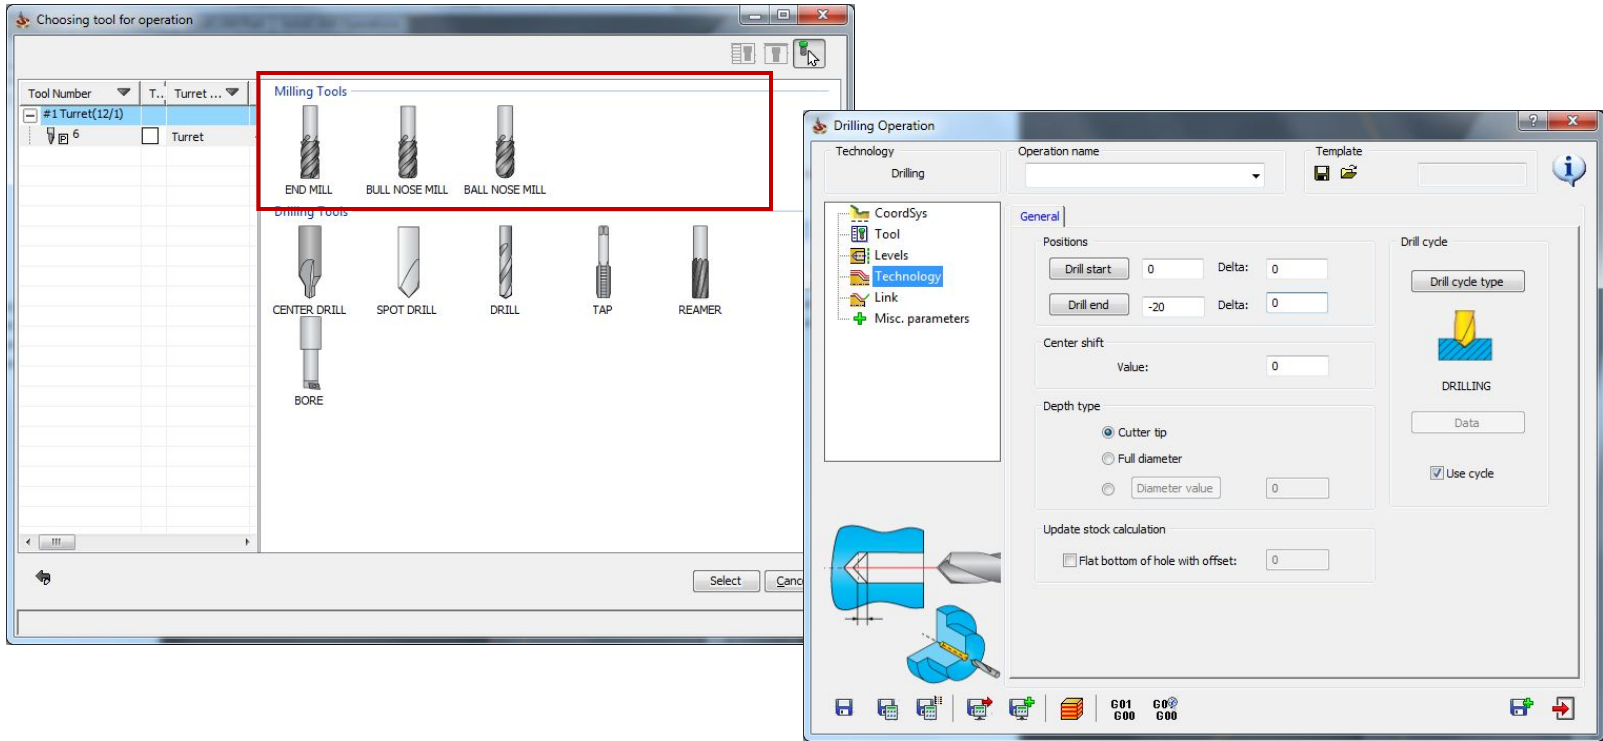 Choosing tool for operation
Tool Number T.. Turret ...
#1 Turret(12/1)
6 Turret
Milling Tools
END MILL BULL NOSE MILL BALL NOSE MILL
Drilling Tools
CENTER DRILL SPOT DRILL DRILL TAP REAMER
BORE
Select Canc
Drilling Operation
Technology
Drilling
Operation name
Template
CoordSys
Tool
Levels
Technology
Link
Misc. parameters
General
Positions
Drill start 0 Delta: 0
Drill end -20 Delta: 0
Center shift
Value: 0
Depth type
Cutter tip
Full diameter
Diameter value 0
Update stock calculation
Flat bottom of hole with offset: 0
Drill cycle
Drill cycle type
DRILLING
Data
Use cycle
G01 G0
G00 G00